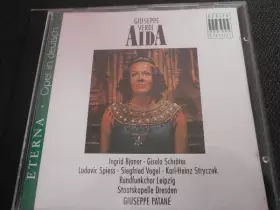 GIUSEPPE
VERDI
AIDA
ETERNA · Oper in deutsch
Ingrid Bjoner · Gisela Schröter
Ludovic Spiess · Siegfried Vogel · Karl-Heinz Stryczek
Rundfunkchor Leipzig
Staatskapelle Dresden
GIUSEPPE PATANÉ